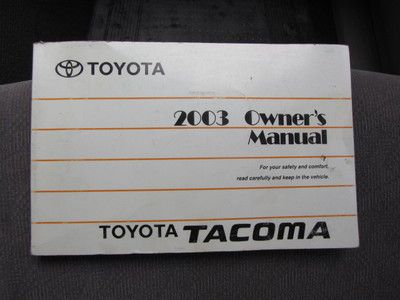 TOYOTA
2003 Owner's
Manual
For your safety and comfort,
read carefully and keep in the vehicle.
TOYOTA TACOMA